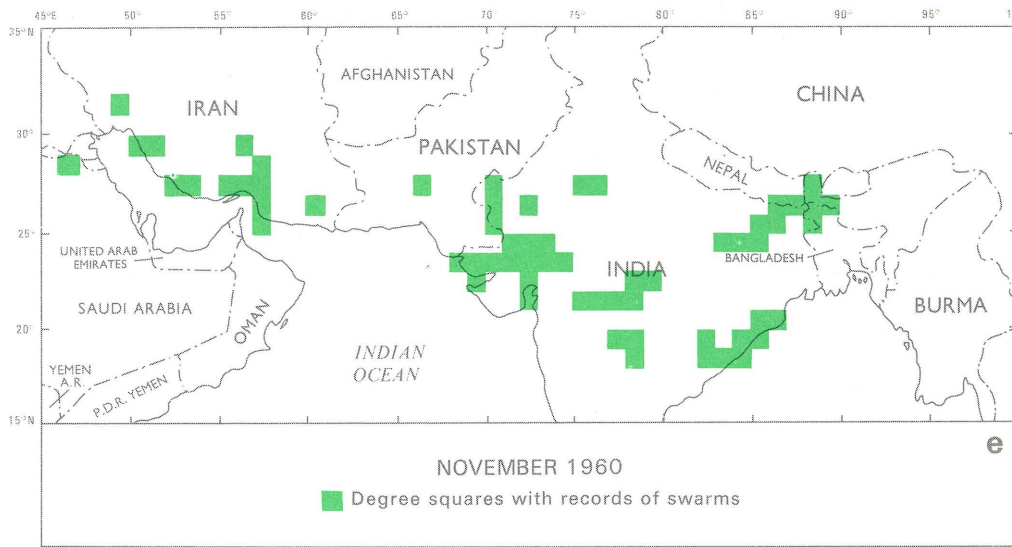 45°E 50° 55° 60° 65° 70° 75° 80° 85° 90° 95°
35°N
AFGHANISTAN
IRAN
CHINA
30°
PAKISTAN
NEPAL
25°
UNITED ARAB
EMIRATES
BANGLADESH
INDIA
SAUDI ARABIA
OMAN
BURMA
20°
INDIAN
OCEAN
YEMEN
A.R.
P.D.R. YEMEN
15°N
e
NOVEMBER 1960
Degree squares with records of swarms